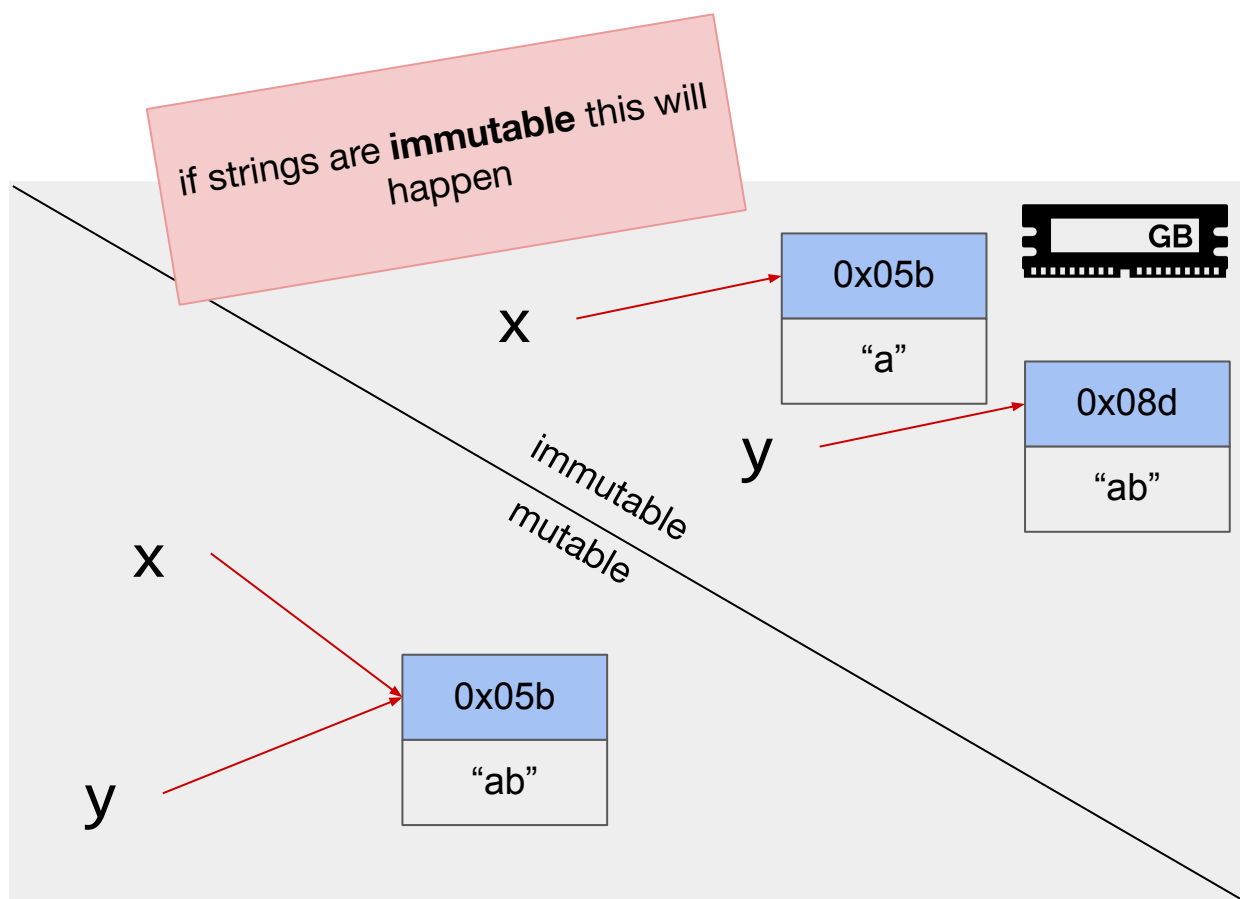 if strings are immutable this will
happen
GB
0x05b
x
“a”
0x08d
y
“ab”
immutable
mutable
x
0x05b
“ab”
y